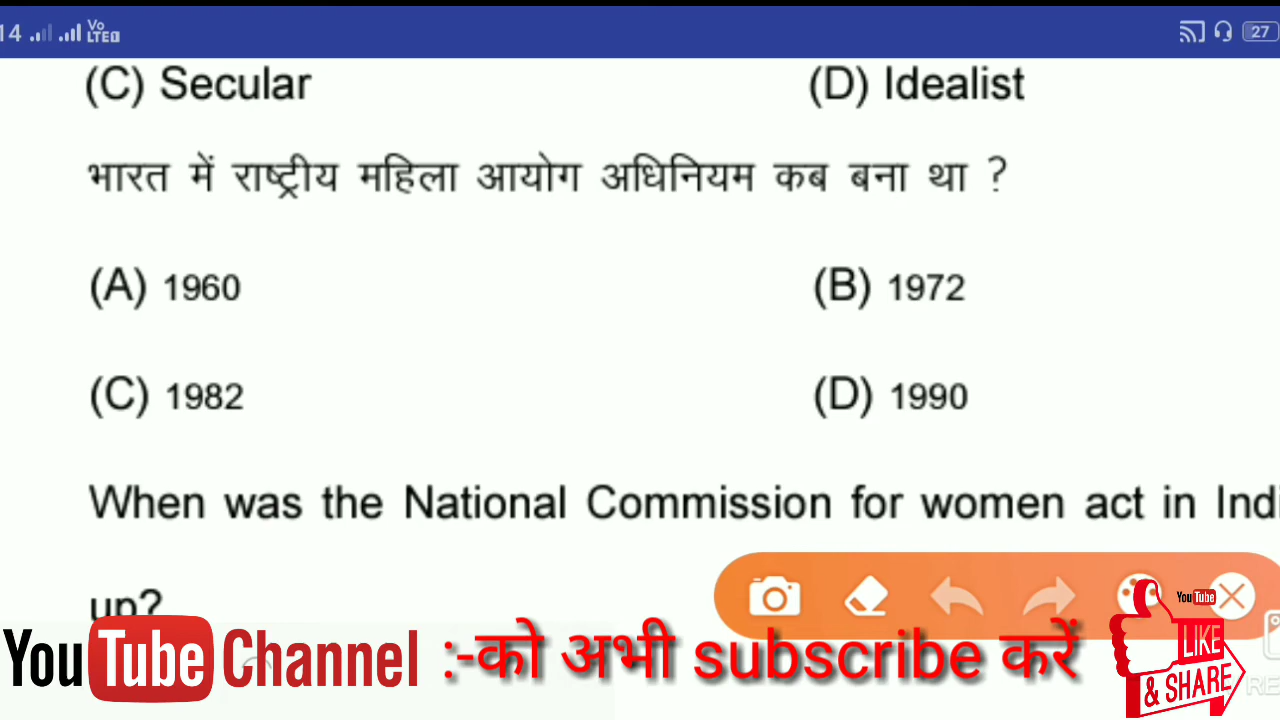 14 Vo LTE 27
(C) Secular (D) Idealist
भारत में राष्ट्रीय महिला आयोग अधिनियम कब बना था ?
(A) 1960 (B) 1972
(C) 1982 (D) 1990
When was the National Commission for women act in Indi
up?
YouTube
YouTube Channel :-को अभी subscribe करें
LIKE
& SHARE